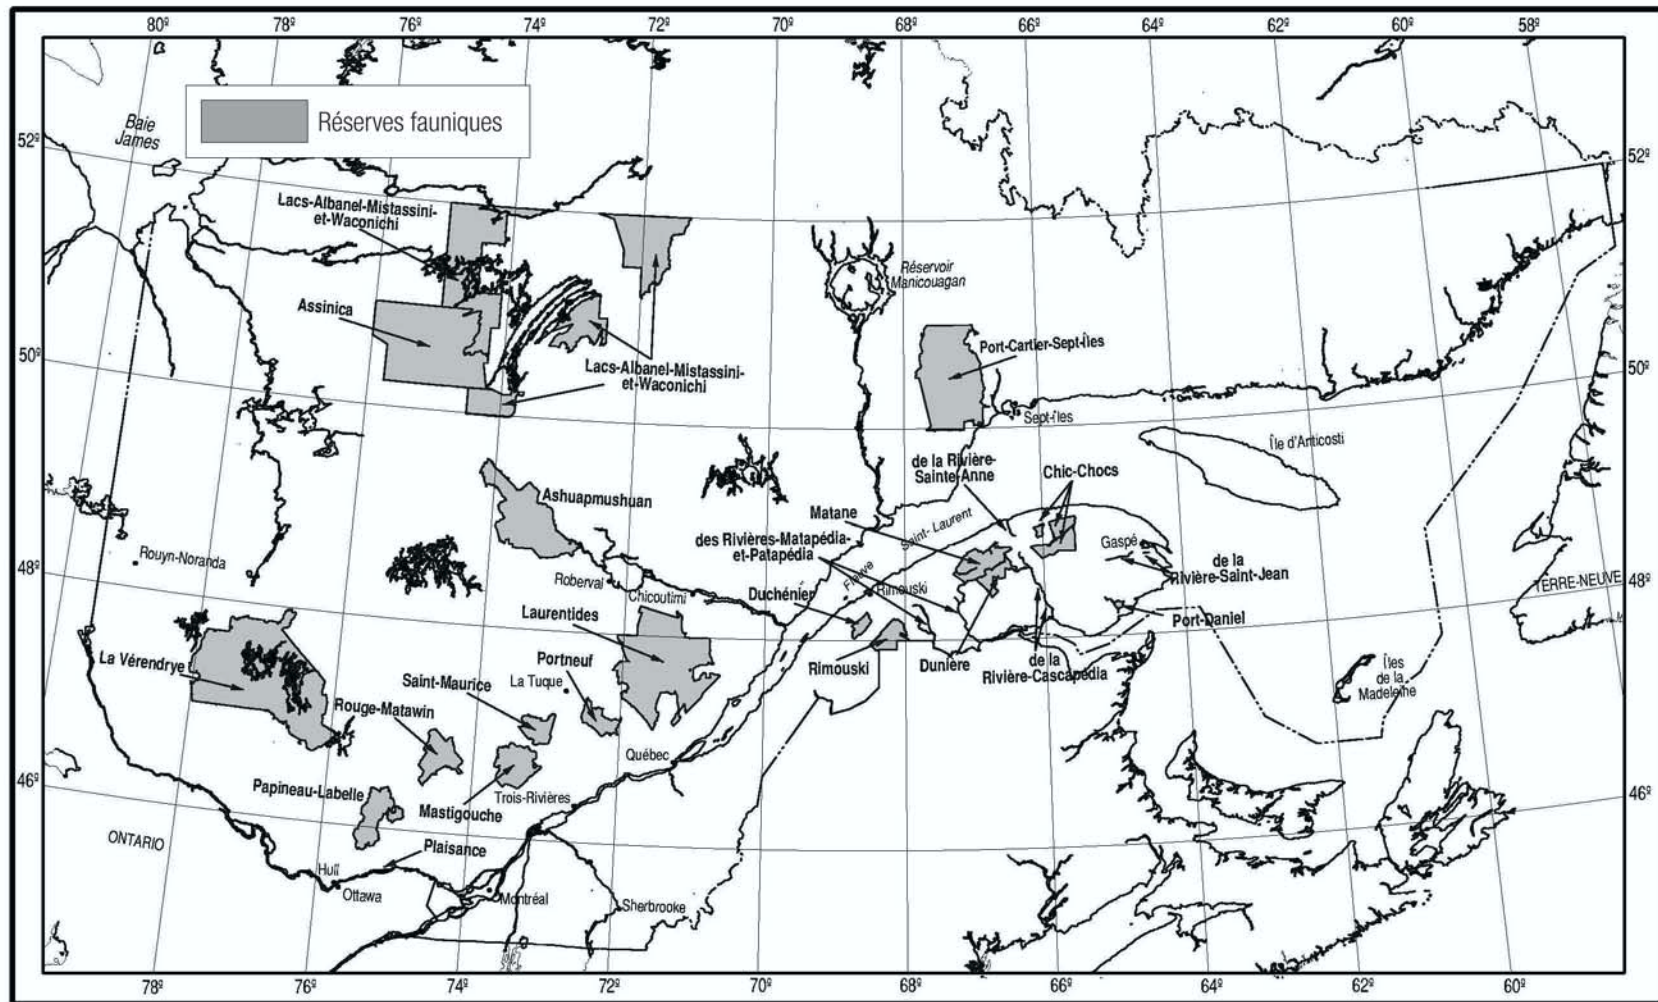 80º 78º 76º 74º 72º 70º 68º 66º 64º 62º 60º 58º
Réserves fauniques
Baie
James
52º
52º
Lacs-Albanel-Mistassini-
et-Waconichi
Réservoir
Manicouagan
Assinica
Port-Cartier-Sept-Îles
50º
50º
Lacs-Albanel-Mistassini-
et-Waconichi
Sept-Îles
Île d'Anticosti
de la Rivière-
Sainte-Anne
Chic-Chocs
Ashuapmushuan
Matane
Fleuve Saint-Laurent
des Rivières-Matapédia-
et-Patapédia
Gaspé
de la
Rivière-Saint-Jean
Rouyn-Noranda
48º
48º
Roberval
Chicoutimi
Duchénier
Rimouski
TERRE-NEUVE
Laurentides
Port-Daniel
La Vérendrye
Portneuf
La Tuque
Saint-Maurice
Rimouski
Dunière
de la
Rivière-Cascapédia
Îles
de la
Madeleine
Rouge-Matawin
Québec
46º
46º
Papineau-Labelle
Trois-Rivières
Mastigouche
ONTARIO
Plaisance
Hull
Ottawa
Montréal
Sherbrooke
78º 76º 74º 72º 70º 68º 66º 64º 62º 60º